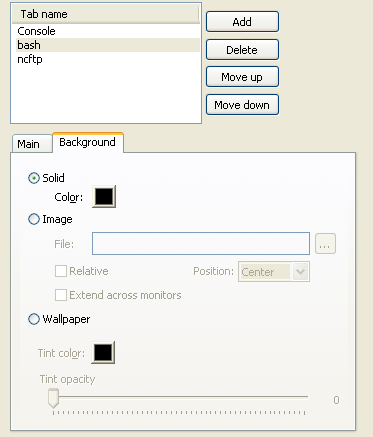 Tab name
Console
bash
ncftp
Add
Delete
Move up
Move down
Main Background
Solid
Color:
Image
File: ...
Relative Position: Center
Extend across monitors
Wallpaper
Tint color:
Tint opacity
0